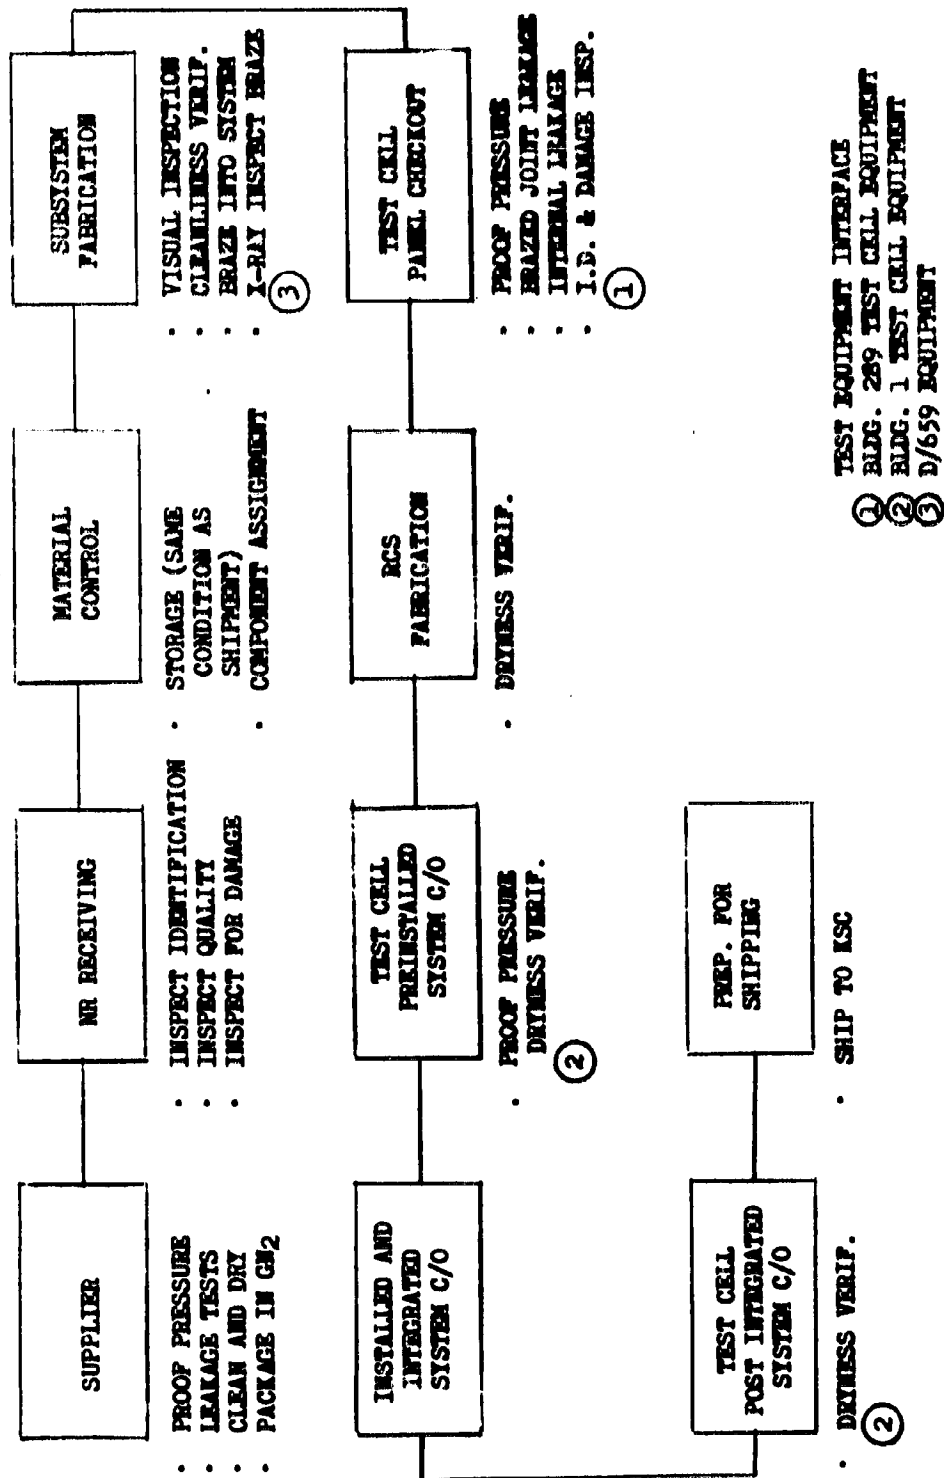 SUPPLIER
· PROOF PRESSURE
· LEAKAGE TESTS
· CLEAN AND DRY
· PACKAGE IN GN2
NR RECEIVING
· INSPECT IDENTIFICATION
· INSPECT QUALITY
· INSPECT FOR DAMAGE
MATERIAL
CONTROL
· STORAGE (SAME
CONDITION AS
SHIPMENT)
· COMPONENT ASSIGNMENT
SUBSYSTEM
FABRICATION
· VISUAL INSPECTION
· CLEANLINESS VERIF.
· BRAZE INTO SYSTEM
· X-RAY INSPECT BRAZE
3
TEST CELL
PANEL CHECKOUT
· PROOF PRESSURE
· BRAZED JOINT LEAKAGE
· INTERNAL LEAKAGE
· I.D. & DAMAGE INSP.
1
RCS
FABRICATION
· DRYNESS VERIF.
TEST CELL
PREINSTALLED
SYSTEM C/O
· PROOF PRESSURE
DRYNESS VERIF.
2
INSTALLED AND
INTEGRATED
SYSTEM C/O
TEST CELL
POST INTEGRATED
SYSTEM C/O
· DRYNESS VERIF.
2
PREP. FOR
SHIPPING
· SHIP TO KSC
TEST EQUIPMENT INTERFACE
1 BLDG. 289 TEST CELL EQUIPMENT
2 BLDG. 1 TEST CELL EQUIPMENT
3 D/659 EQUIPMENT